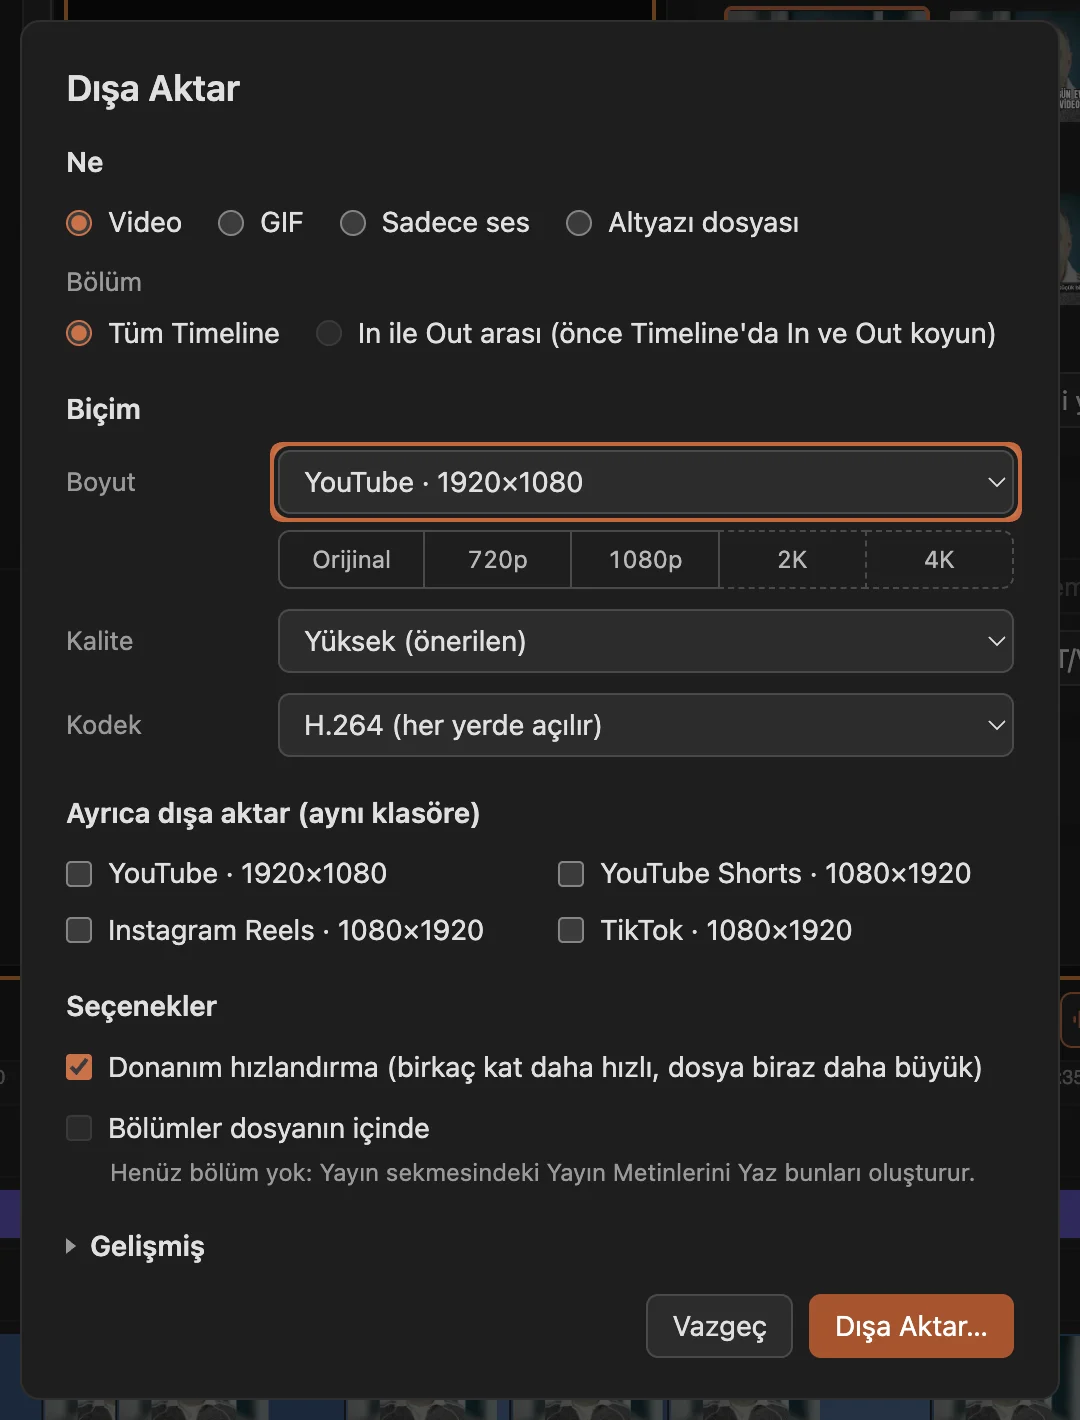 Dışa Aktar
Ne
Video GIF Sadece ses Altyazı dosyası
Bölüm
Tüm Timeline In ile Out arası (önce Timeline'da In ve Out koyun)
Biçim
Boyut YouTube · 1920×1080
Orijinal 720p 1080p 2K 4K
Kalite Yüksek (önerilen)
Kodek H.264 (her yerde açılır)
Ayrıca dışa aktar (aynı klasöre)
YouTube · 1920×1080 YouTube Shorts · 1080×1920
Instagram Reels · 1080×1920 TikTok · 1080×1920
Seçenekler
Donanım hızlandırma (birkaç kat daha hızlı, dosya biraz daha büyük)
Bölümler dosyanın içinde
Henüz bölüm yok: Yayın sekmesindeki Yayın Metinlerini Yaz bunları oluşturur.
Gelişmiş
Vazgeç Dışa Aktar...